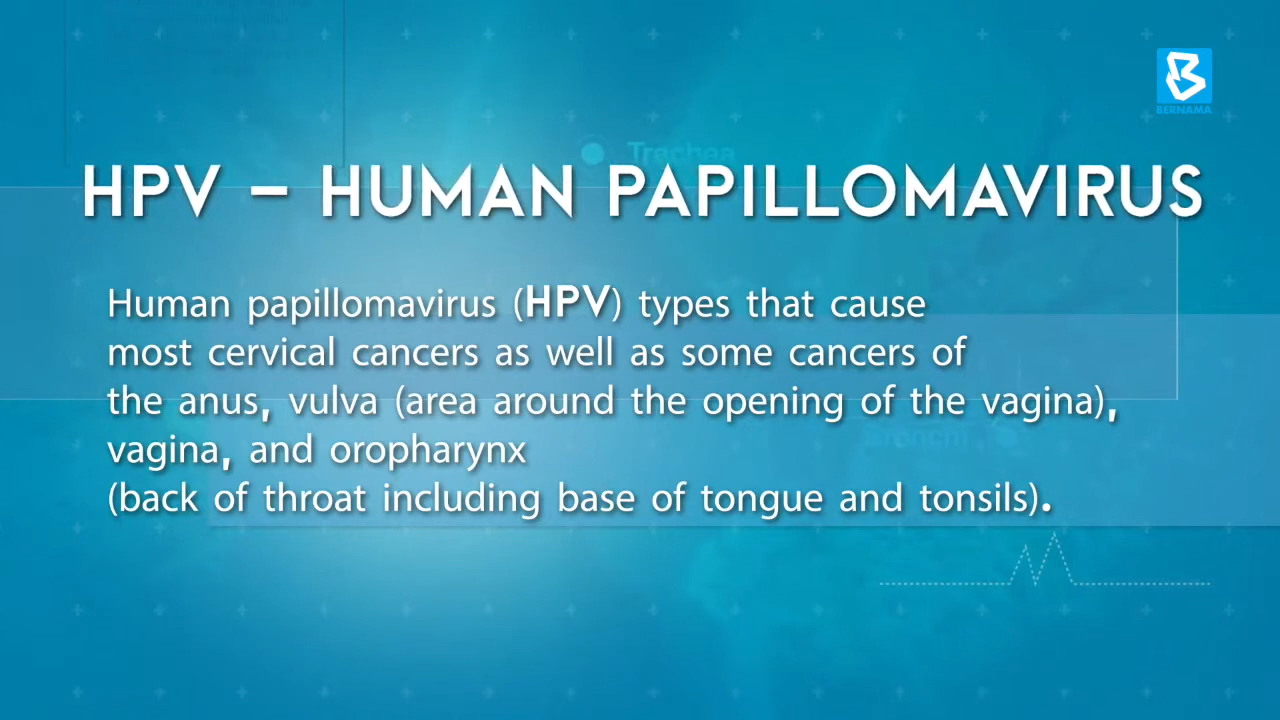 BERNAMA
Trachea
HPV – HUMAN PAPILLOMAVIRUS
Human papillomavirus (HPV) types that cause
most cervical cancers as well as some cancers of
the anus, vulva (area around the opening of the vagina),
vagina, and oropharynx
Bronchi
(back of throat including base of tongue and tonsils).